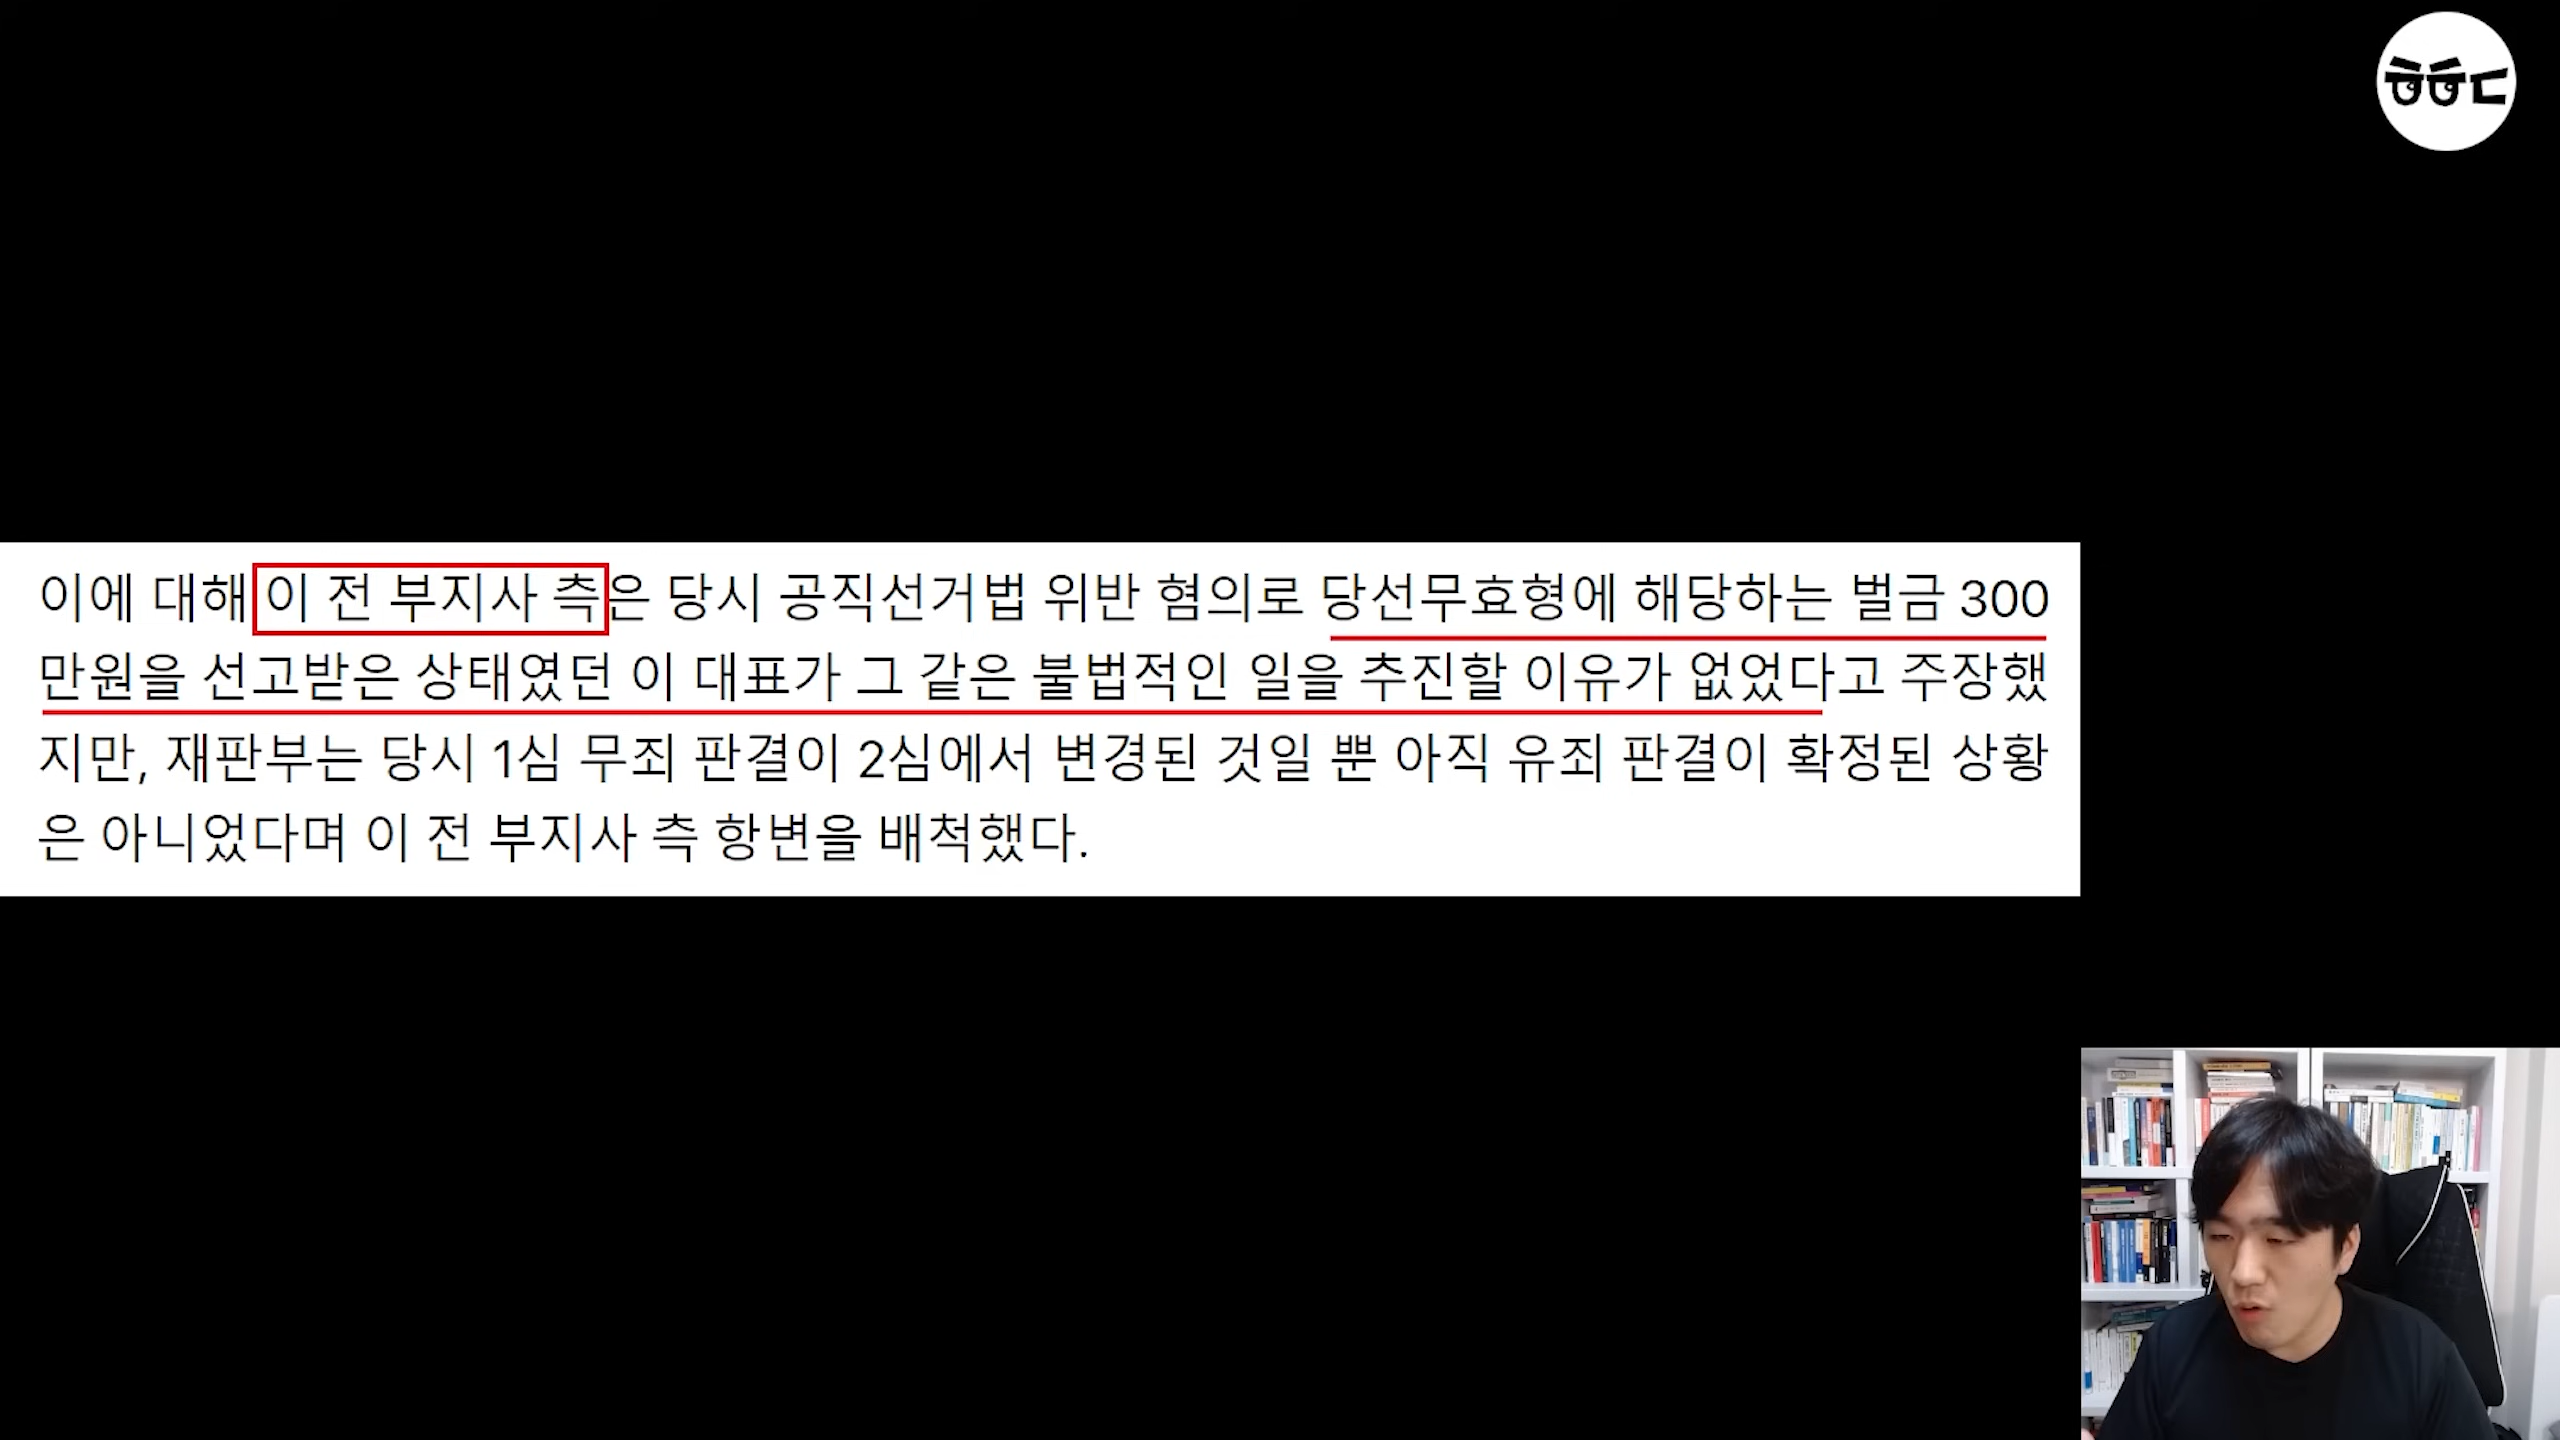 ㅎㅎㄷ
이에 대해 이 전 부지사 측은 당시 공직선거법 위반 혐의로 당선무효형에 해당하는 벌금 300
만원을 선고받은 상태였던 이 대표가 그 같은 불법적인 일을 추진할 이유가 없었다고 주장했
지만, 재판부는 당시 1심 무죄 판결이 2심에서 변경된 것일 뿐 아직 유죄 판결이 확정된 상황
은 아니었다며 이 전 부지사 측 항변을 배척했다.